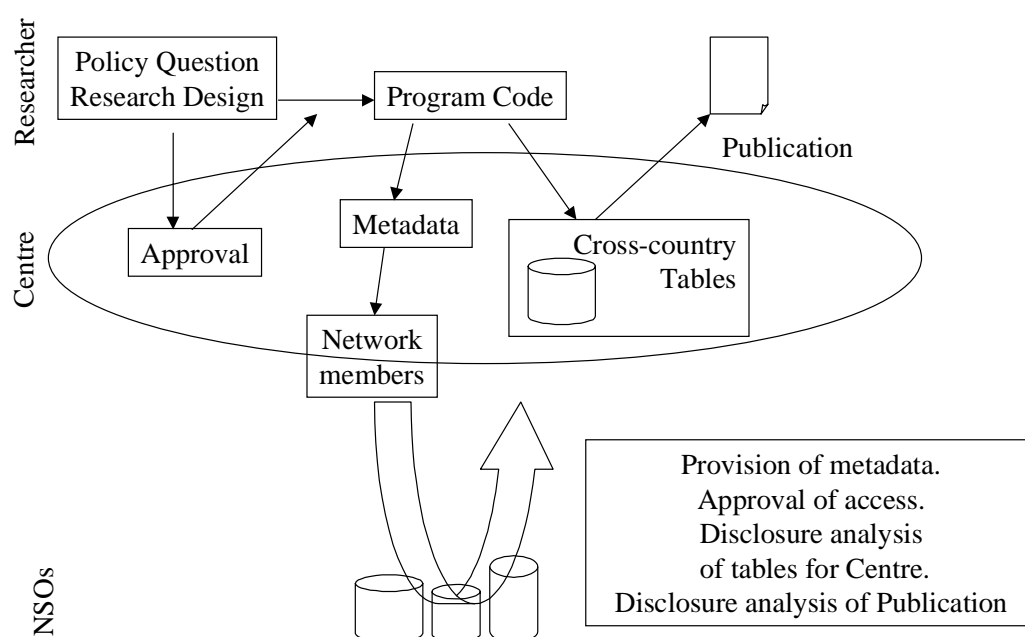 Researcher
Policy Question
Research Design
Program Code
Publication
Centre
Approval
Metadata
Cross-country
Tables
Network
members
NSOs
Provision of metadata.
Approval of access.
Disclosure analysis
of tables for Centre.
Disclosure analysis of Publication